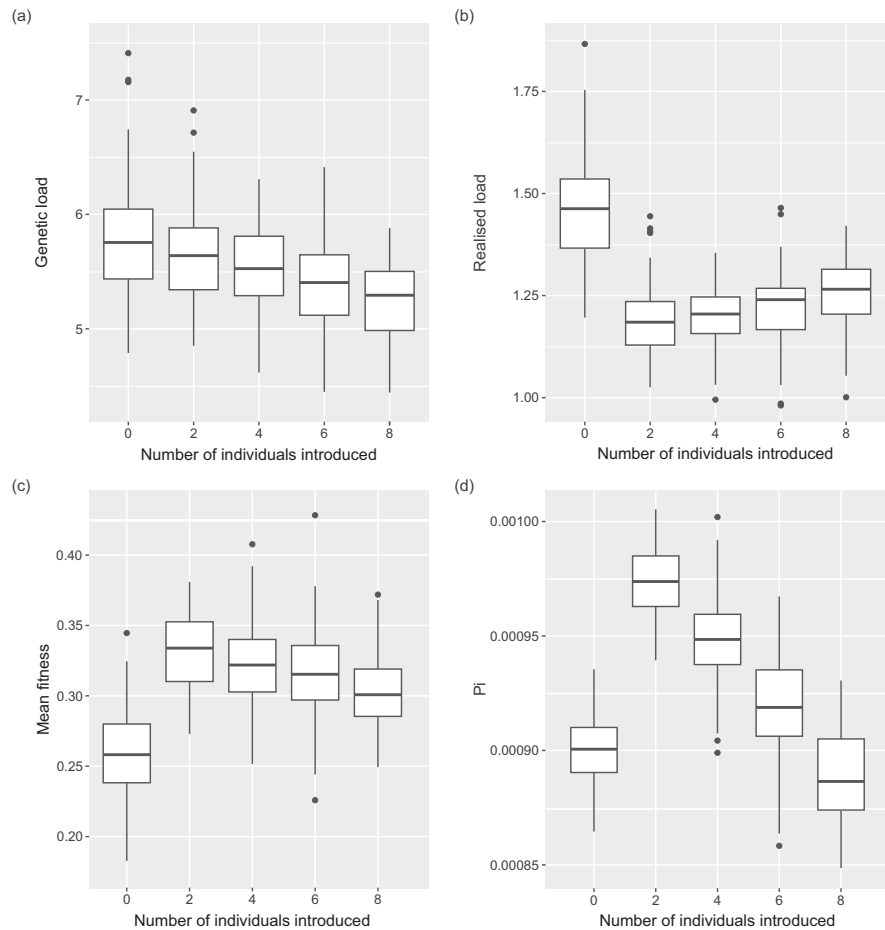 (a)
Genetic load
7
6
5
0 2 4 6 8
Number of individuals introduced
(b)
Realised load
1.75
1.50
1.25
1.00
0 2 4 6 8
Number of individuals introduced
(c)
Mean fitness
0.40
0.35
0.30
0.25
0.20
0 2 4 6 8
Number of individuals introduced
(d)
Pi
0.00100
0.00095
0.00090
0.00085
0 2 4 6 8
Number of individuals introduced